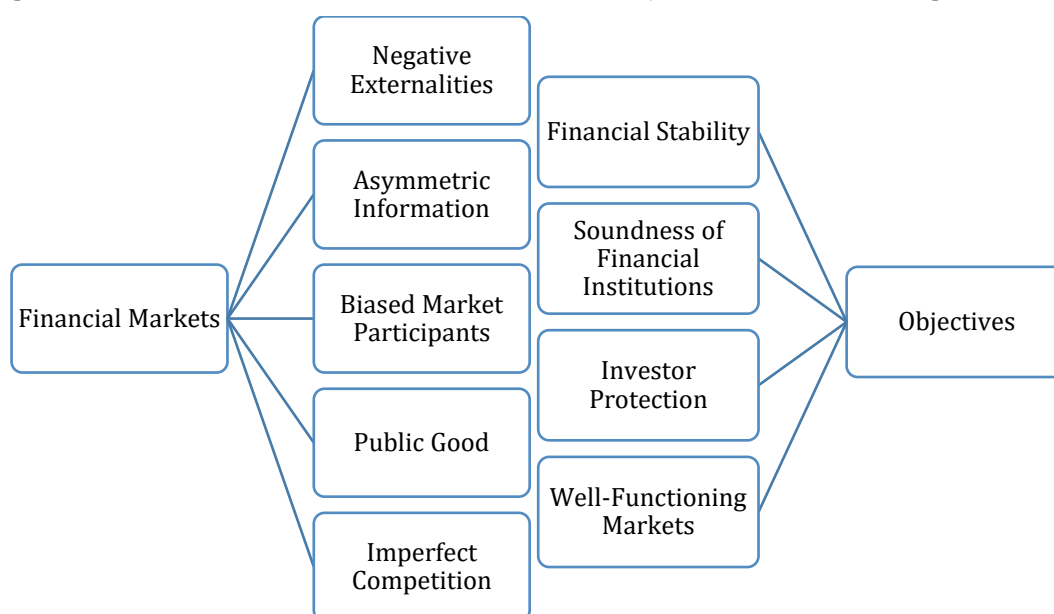 Financial Markets
Negative
Externalities
Asymmetric
Information
Biased Market
Participants
Public Good
Imperfect
Competition
Financial Stability
Soundness of
Financial
Institutions
Investor
Protection
Well-Functioning
Markets
Objectives